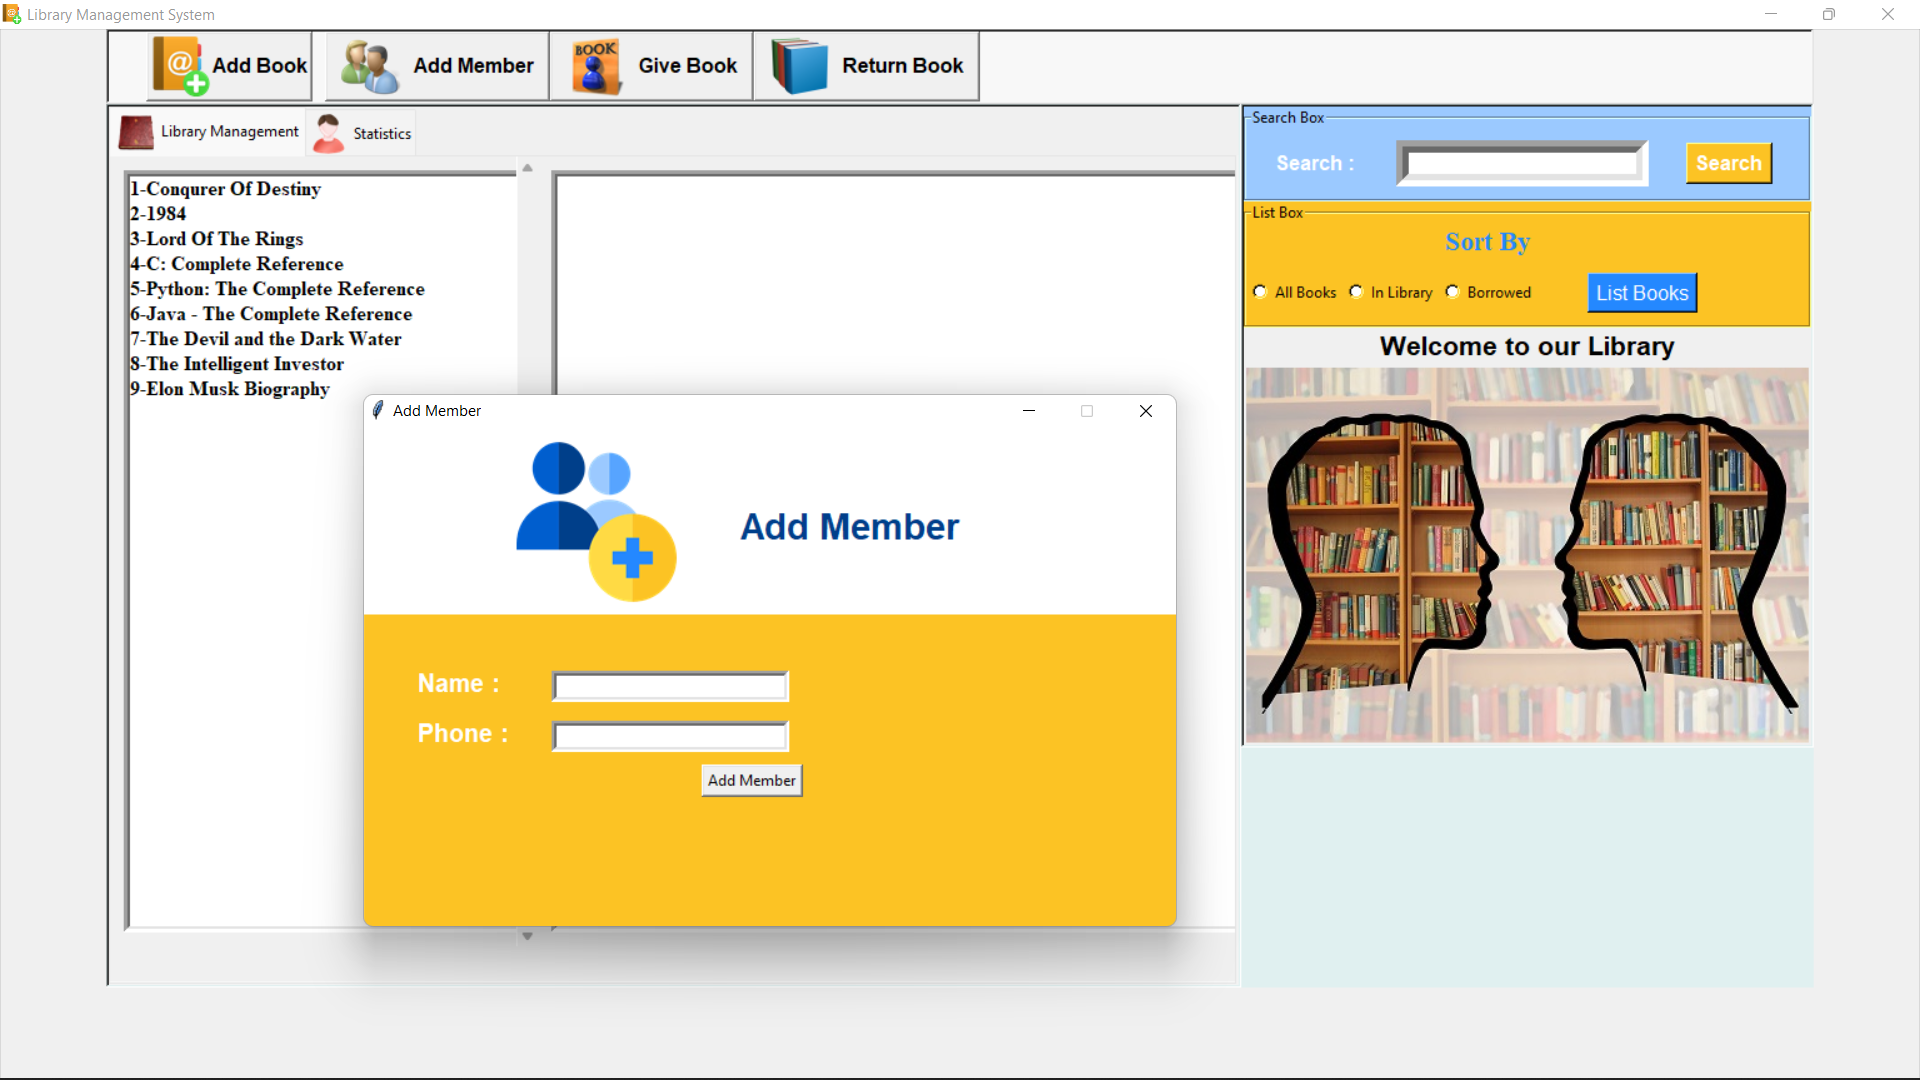 Library Management System
Add Book
Add Member
BOOK
Give Book
Return Book
Library Management
Statistics
1-Conqurer Of Destiny
2-1984
3-Lord Of The Rings
4-C: Complete Reference
5-Python: The Complete Reference
6-Java - The Complete Reference
7-The Devil and the Dark Water
8-The Intelligent Investor
9-Elon Musk Biography
Search Box
Search :
Search
List Box
Sort By
All Books
In Library
Borrowed
List Books
Welcome to our Library
Add Member
Add Member
Name :
Phone :
Add Member